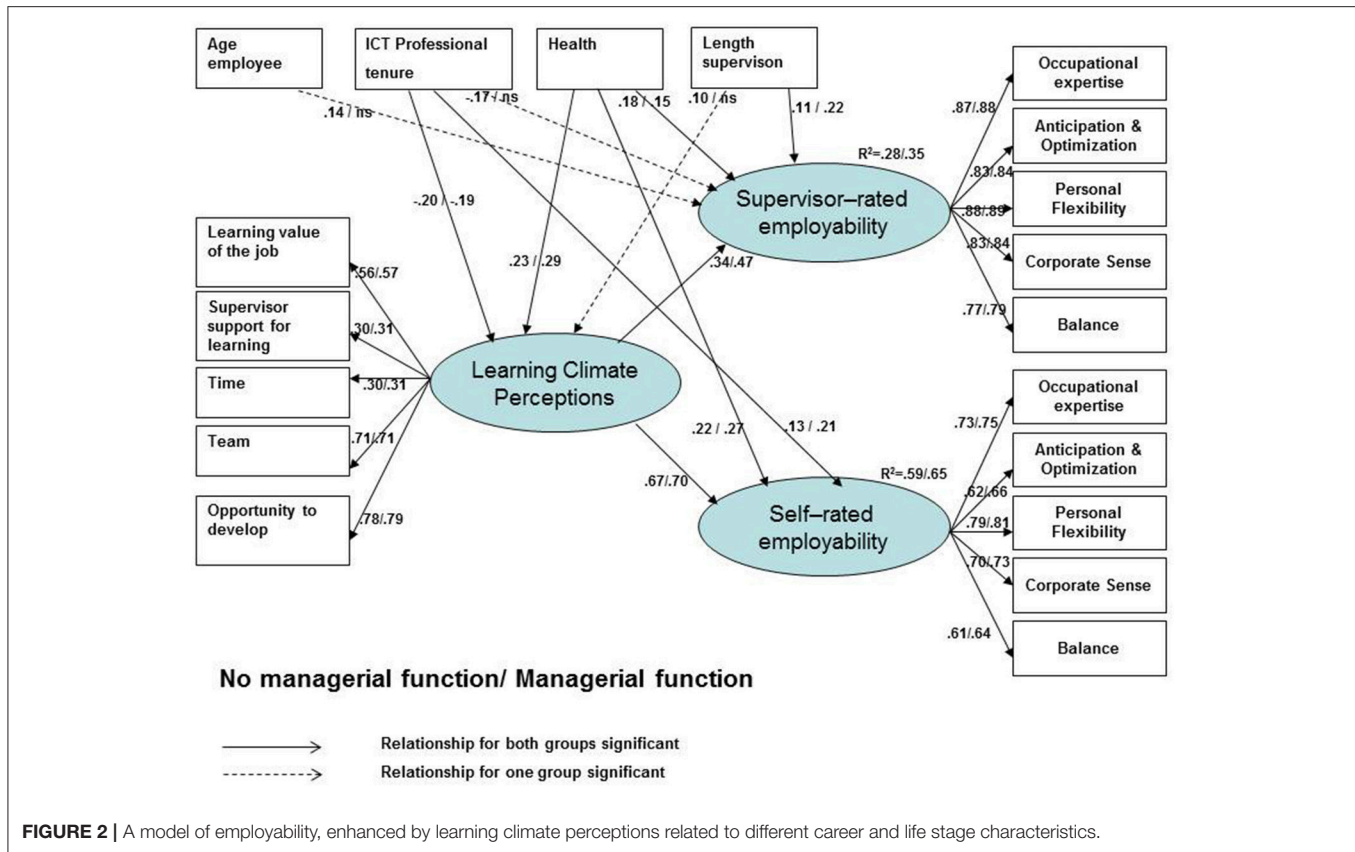 Age
employee
ICT Professional
tenure
Health
Length
supervison
.14 / ns
-.17 / ns
.18 / .15
.10 / ns
.11 / .22
R²=.28/.35
Supervisor–rated
employability
.87/.88
.83/.84
.88/.89
.83/.84
.77/.79
Occupational
expertise
Anticipation &
Optimization
Personal
Flexibility
Corporate Sense
Balance
-.20 / -.19
.23 / .29
.34/.47
Learning value
of the job
Supervisor
support for
learning
Time
Team
Opportunity to
develop
.56/.57
.30/.31
.30/.31
.71/.71
.78/.79
Learning Climate
Perceptions
.22 / .27
.13 / .21
.67/.70
R²=.59/.65
Self–rated
employability
.73/.75
.62/.66
.79/.81
.70/.73
.61/.64
Occupational
expertise
Anticipation &
Optimization
Personal
Flexibility
Corporate Sense
Balance
No managerial function/ Managerial function
Relationship for both groups significant
Relationship for one group significant
FIGURE 2 | A model of employability, enhanced by learning climate perceptions related to different career and life stage characteristics.